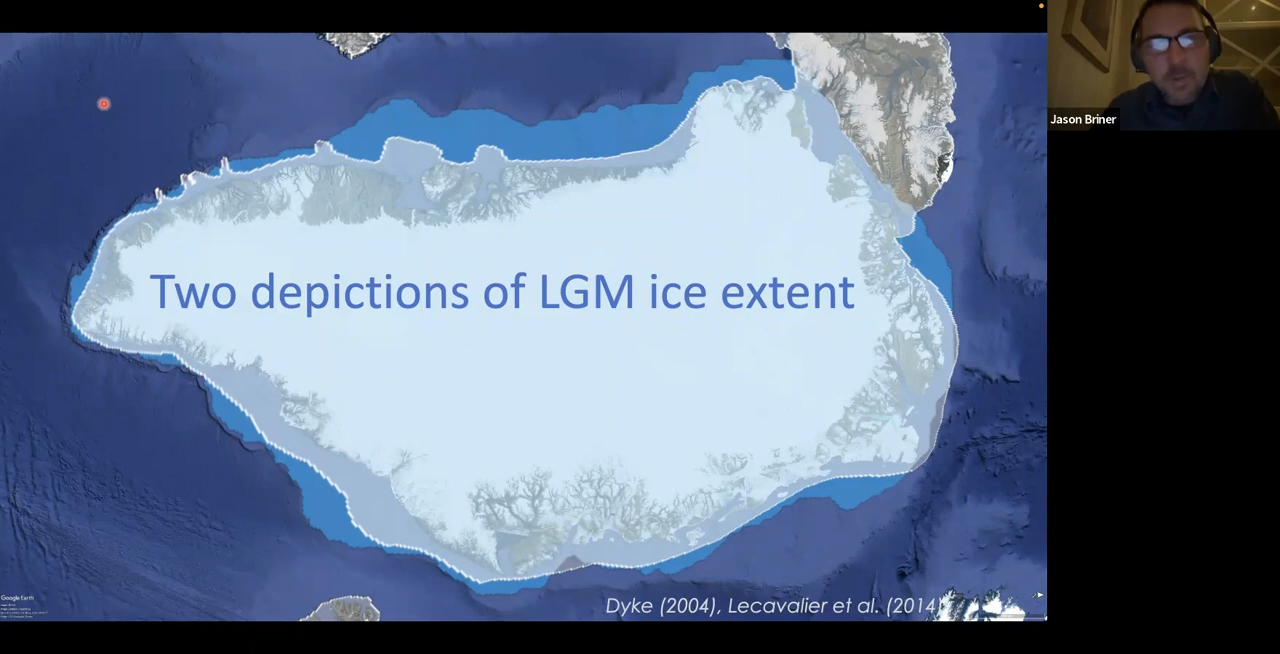 Jason Briner
Two depictions of LGM ice extent
Google Earth
Dyke (2004), Lecavalier et al. (2014)